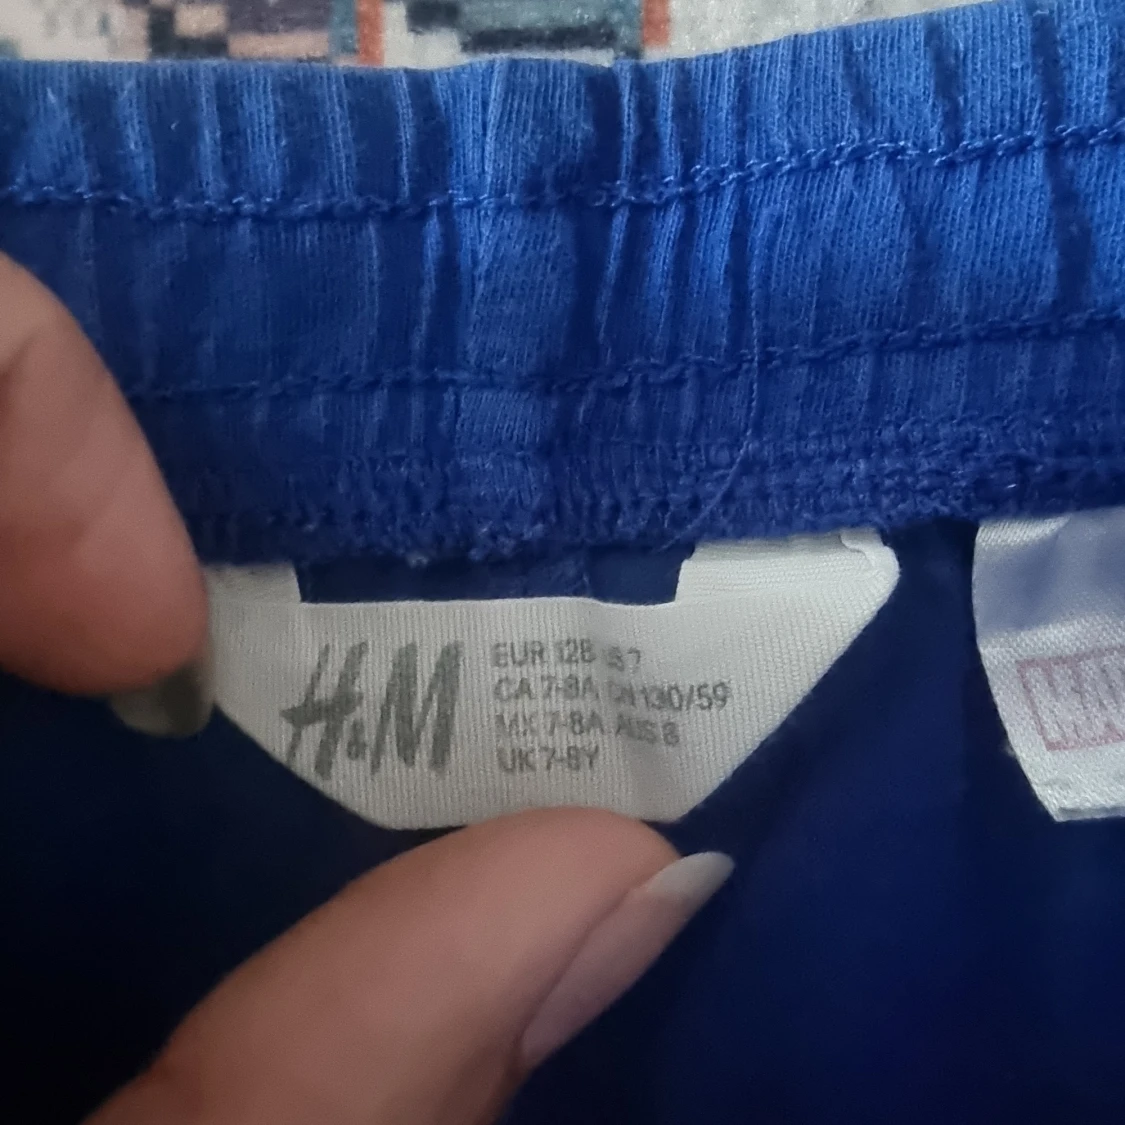 H&M
EUR 128 US 7
CA 7-8A CN 130/59
MX 7-8A AUS 8
UK 7-8Y